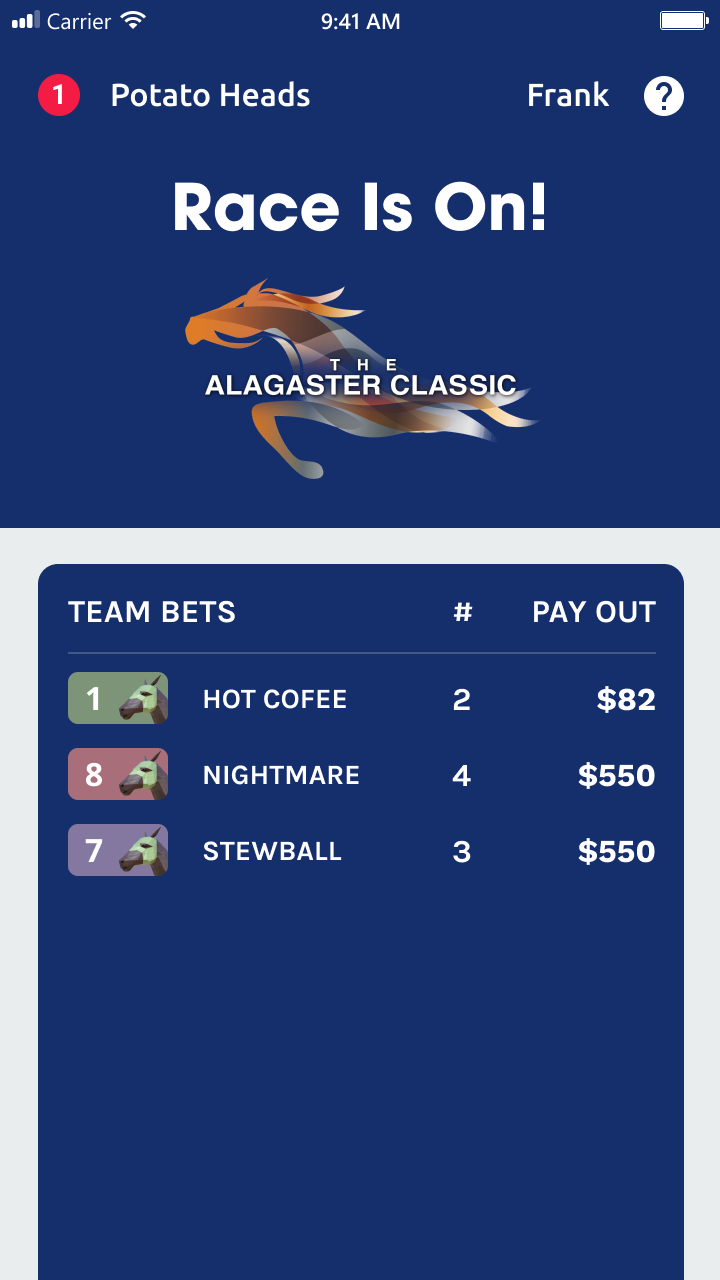 Carrier 9:41 AM
1 Potato Heads Frank ?
Race Is On!
THE
ALAGASTER CLASSIC
TEAM BETS # PAY OUT
1 HOT COFEE 2 $82
8 NIGHTMARE 4 $550
7 STEWBALL 3 $550